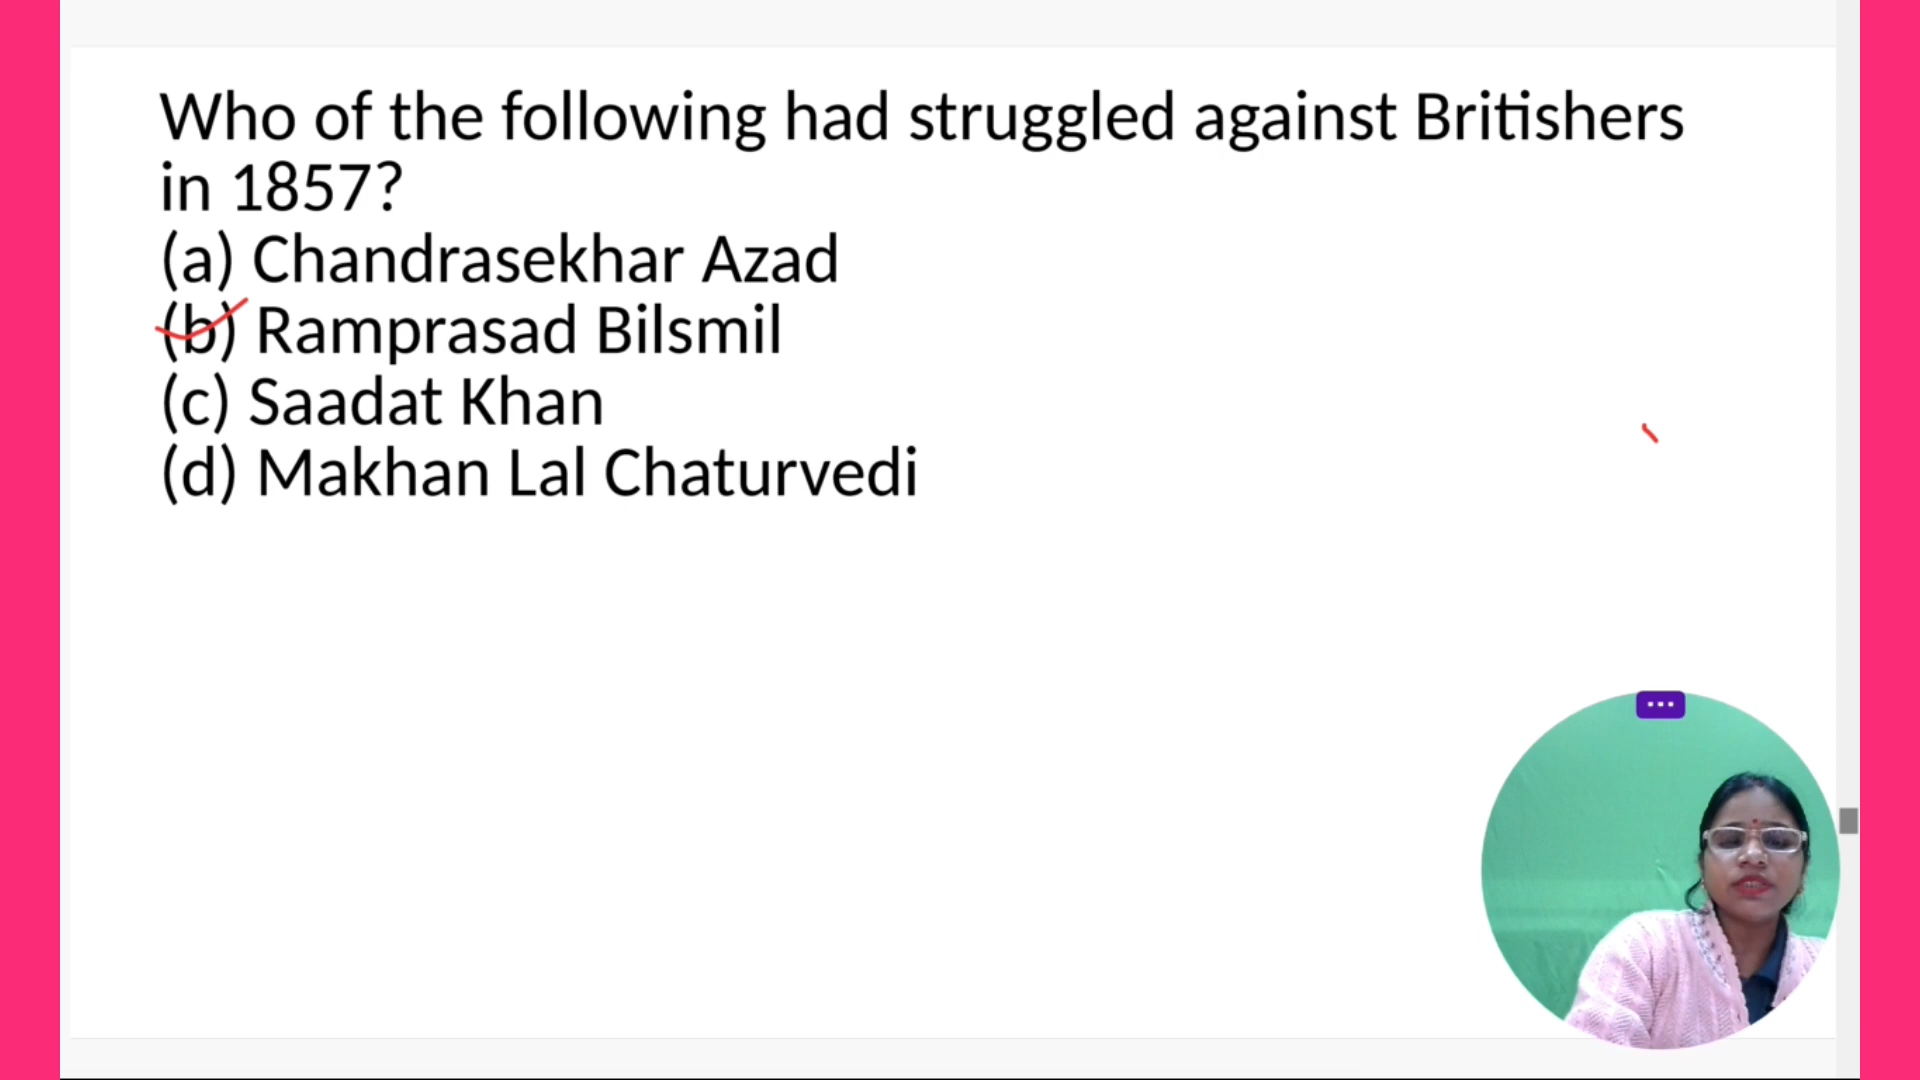 Who of the following had struggled against Britishers
in 1857?
(a) Chandrasekhar Azad
(b) Ramprasad Bilsmil
(c) Saadat Khan
(d) Makhan Lal Chaturvedi